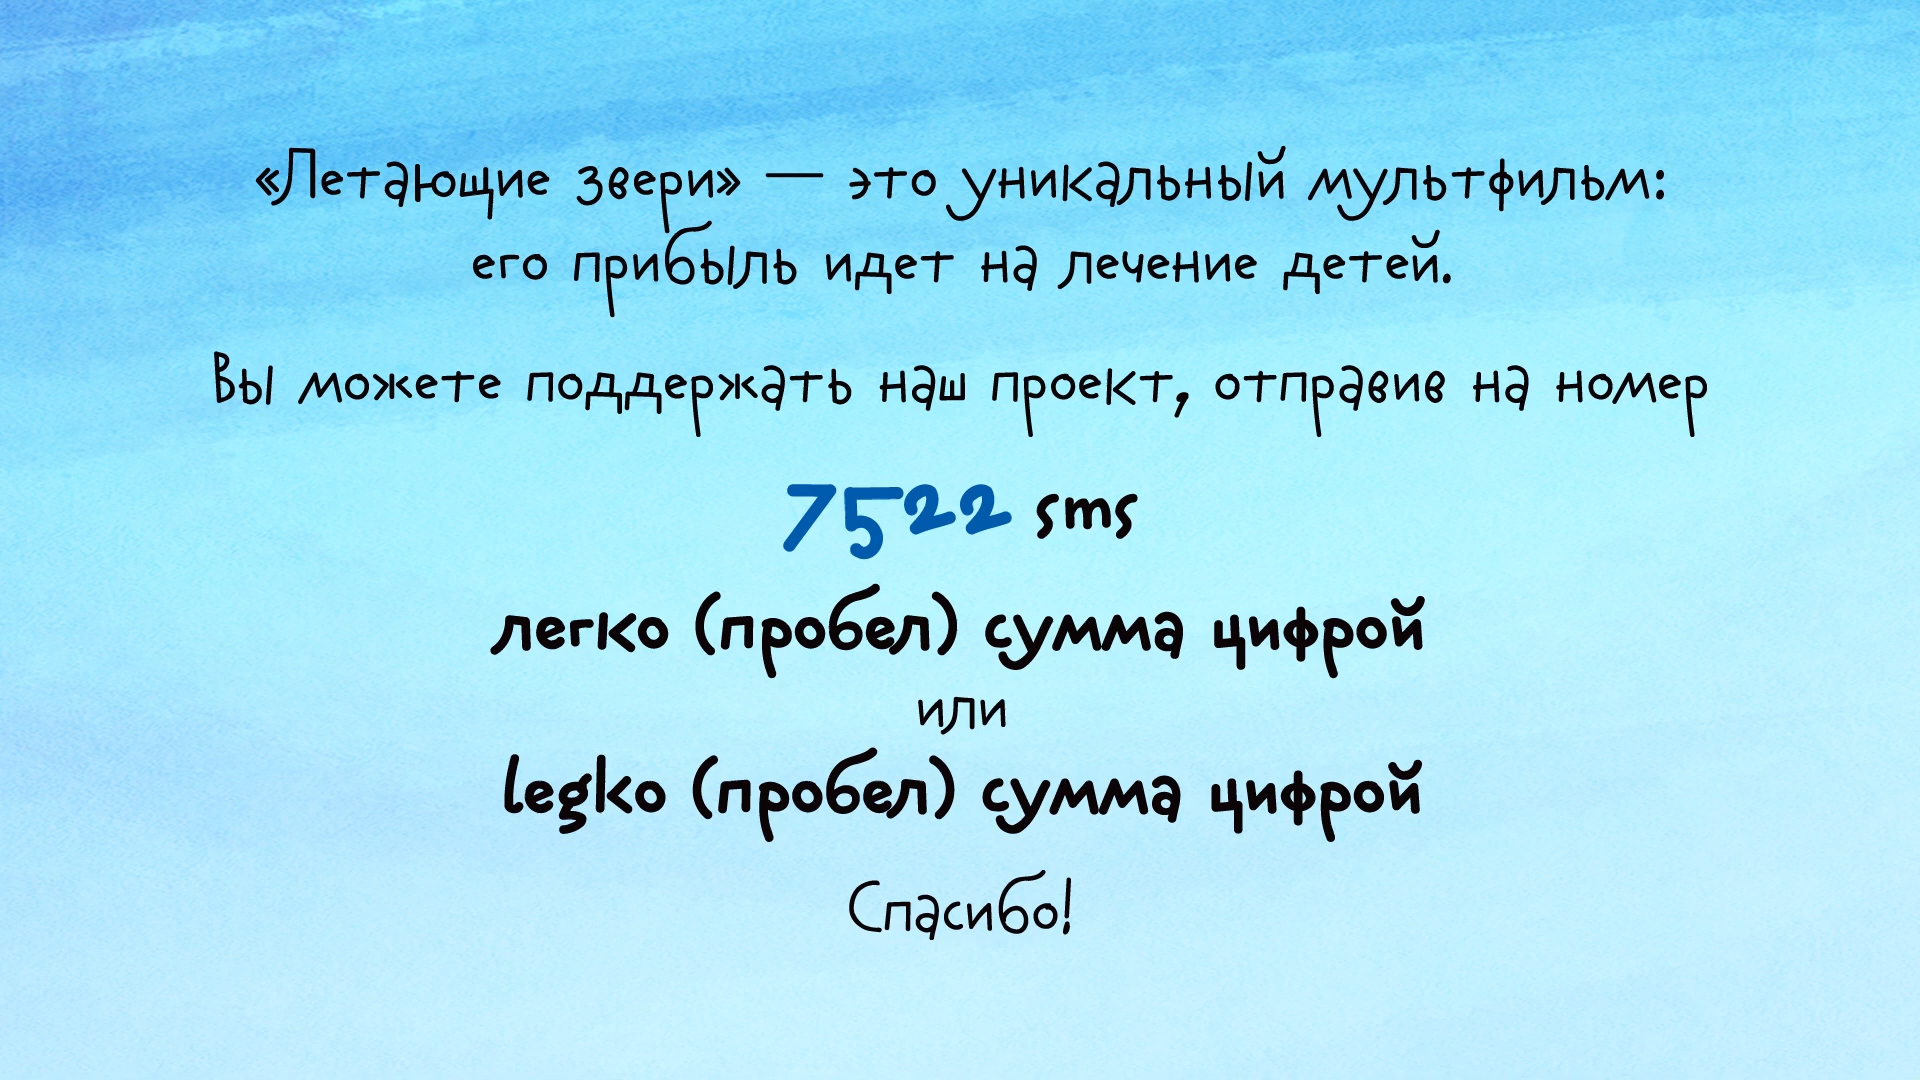 «Летающие звери» — это уникальный мультфильм:
его прибыль идет на лечение детей.
Вы можете поддержать наш проект, отправив на номер
7522 sms
легко (пробел) сумма цифрой
или
legko (пробел) сумма цифрой
Спасибо!